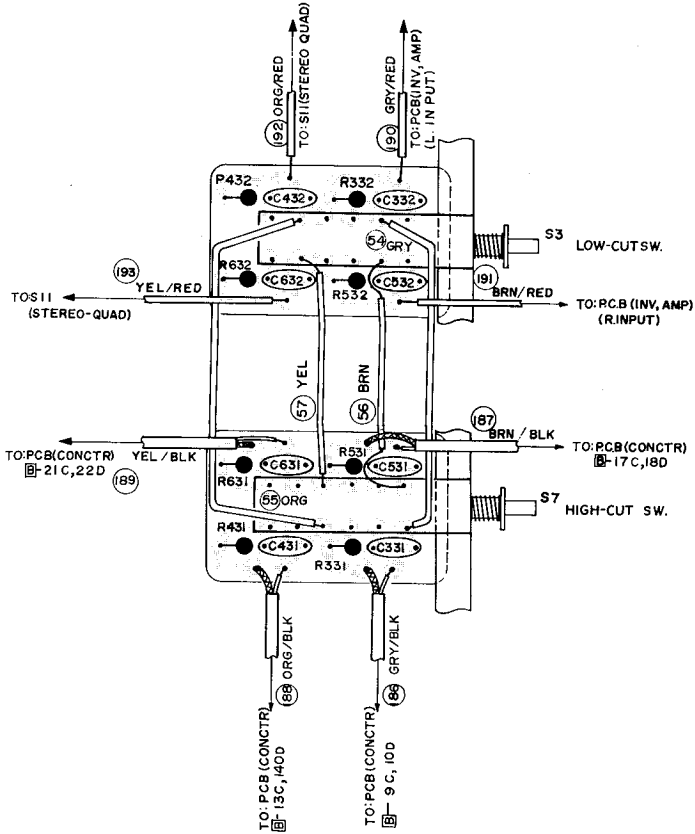 192 ORG/RED
TO: S11 (STEREO QUAD)
190 GRY/RED
TO: PCB (INV, AMP)
(L. IN PUT)
P432
C432
R332
C332
S3
LOW-CUT SW.
54
GRY
R632
C632
R532
C532
193
YEL/RED
TO:S11
(STEREO-QUAD)
191
BRN/RED
TO: P.C.B (INV, AMP)
(R.INPUT)
57 YEL
56 BRN
187
BRN/BLK
TO: P.C.B (CONCTR)
B-17C,18D
TO:PCB(CONCTR)
B-21C,22D
YEL/BLK
189
R631
C631
R531
C531
55 ORG
S7
HIGH-CUT SW.
R431
C431
R331
C331
188 ORG/BLK
TO: PCB (CONCTR)
B-13C,140D
186 GRY/BLK
TO: PCB (CONCTR)
B- 9C, 10D